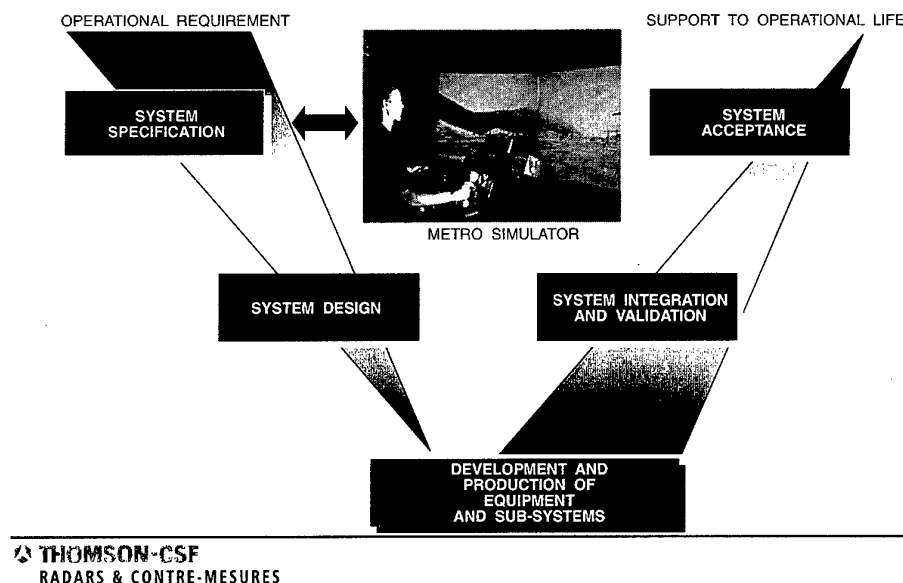 OPERATIONAL REQUIREMENT
SUPPORT TO OPERATIONAL LIFE
SYSTEM
SPECIFICATION
SYSTEM
ACCEPTANCE
METRO SIMULATOR
SYSTEM DESIGN
SYSTEM INTEGRATION
AND VALIDATION
DEVELOPMENT AND
PRODUCTION OF
EQUIPMENT
AND SUB-SYSTEMS
THOMSON-CSF
RADARS & CONTRE-MESURES